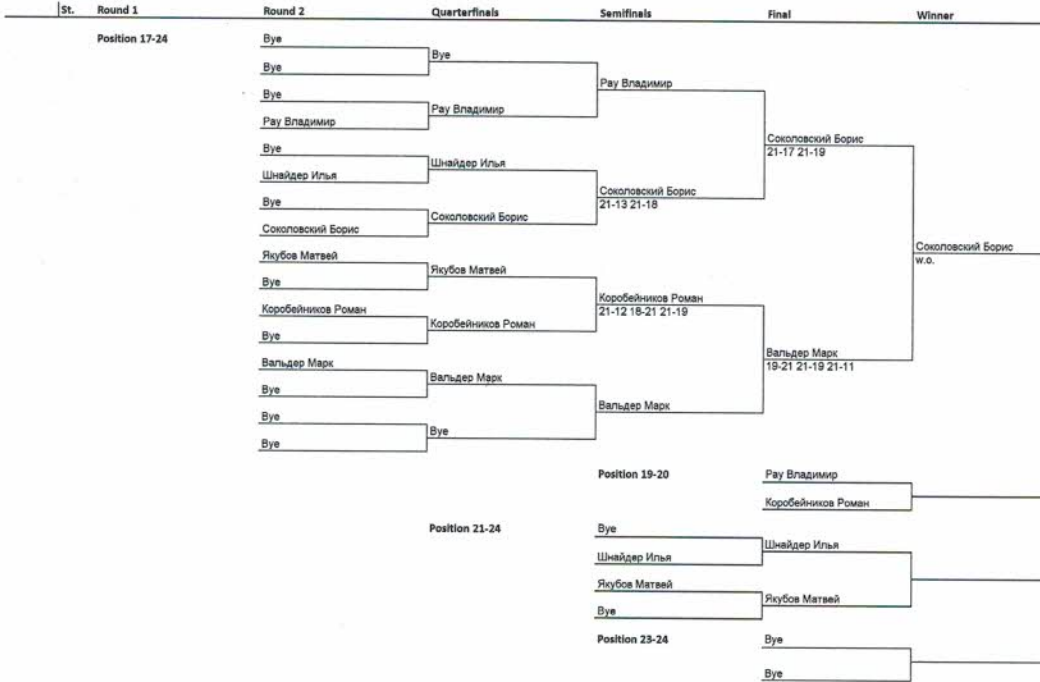 St. Round 1 Round 2 Quarterfinals Semifinals Final Winner
Position 17-24 Bye
Bye
Bye
Bye
Рау Владимир
Рау Владимир
Рау Владимир
Bye
Соколовский Борис
21-17 21-19
Bye
Шнайдер Илья
Шнайдер Илья
Соколовский Борис
21-13 21-18
Bye
Соколовский Борис
Соколовский Борис
Соколовский Борис
w.o.
Якубов Матвей
Якубов Матвей
Bye
Коробейников Роман
21-12 18-21 21-19
Коробейников Роман
Коробейников Роман
Bye
Вальдер Марк
19-21 21-19 21-11
Вальдер Марк
Вальдер Марк
Bye
Вальдер Марк
Bye
Bye
Bye
Position 19-20 Рау Владимир
Коробейников Роман
Position 21-24 Bye
Шнайдер Илья
Шнайдер Илья
Якубов Матвей
Якубов Матвей
Bye
Position 23-24 Bye
Bye